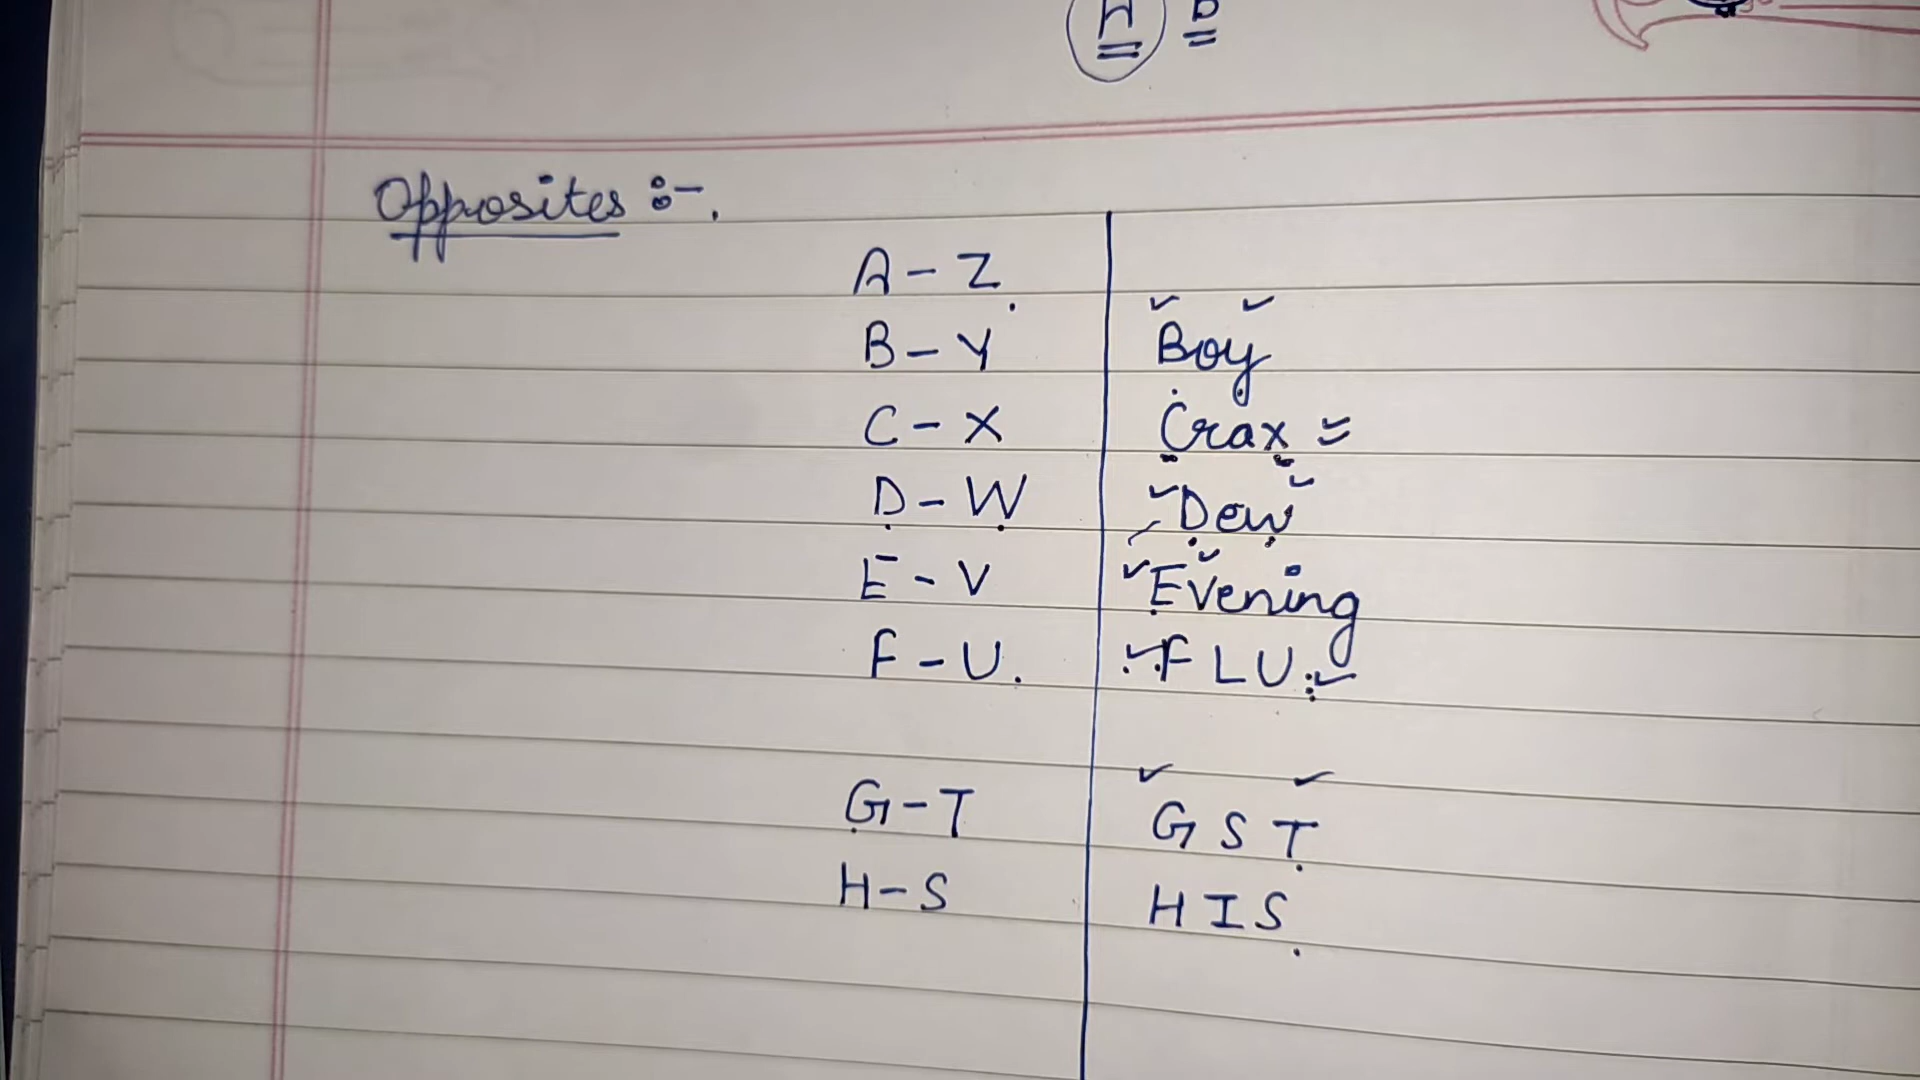 Opposites :-
A - Z
B - Y Boy
C - X Crax
D - W Dew
E - V Evening
F - U FLU
G - T GST
H - S HIS